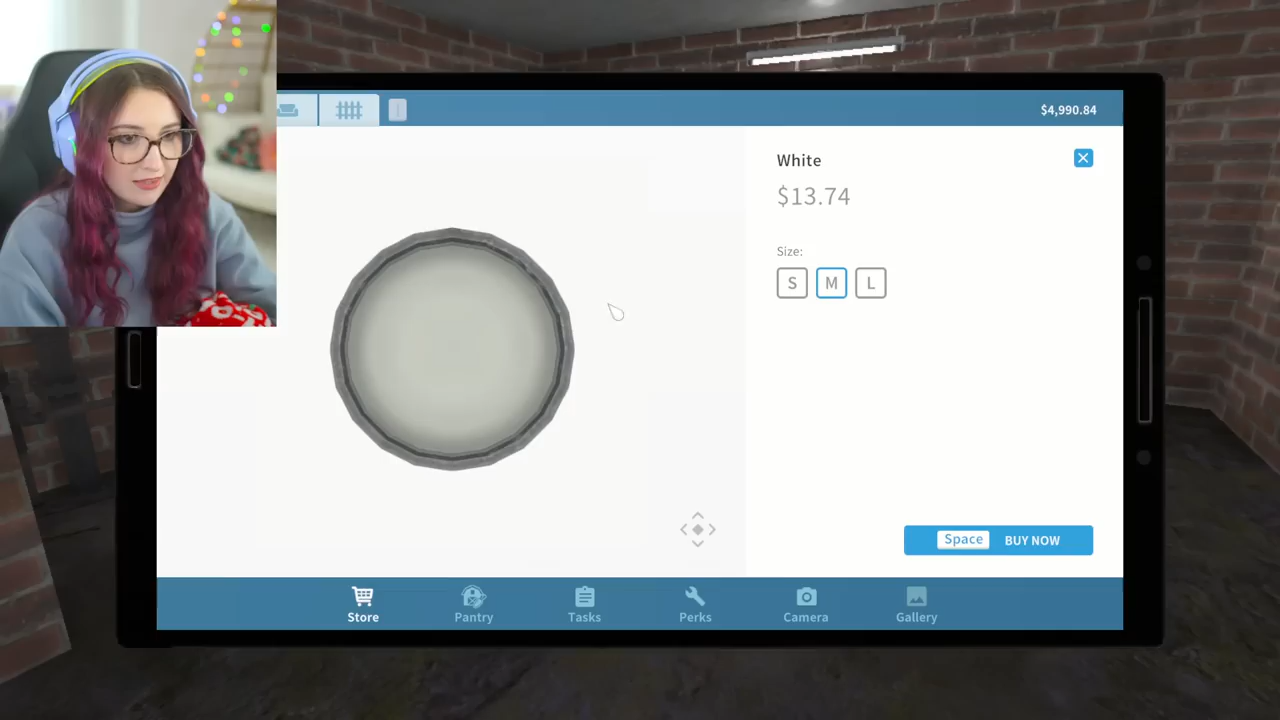 $4,990.84
White
$13.74
Size:
S M L
Space BUY NOW
Store Pantry Tasks Perks Camera Gallery